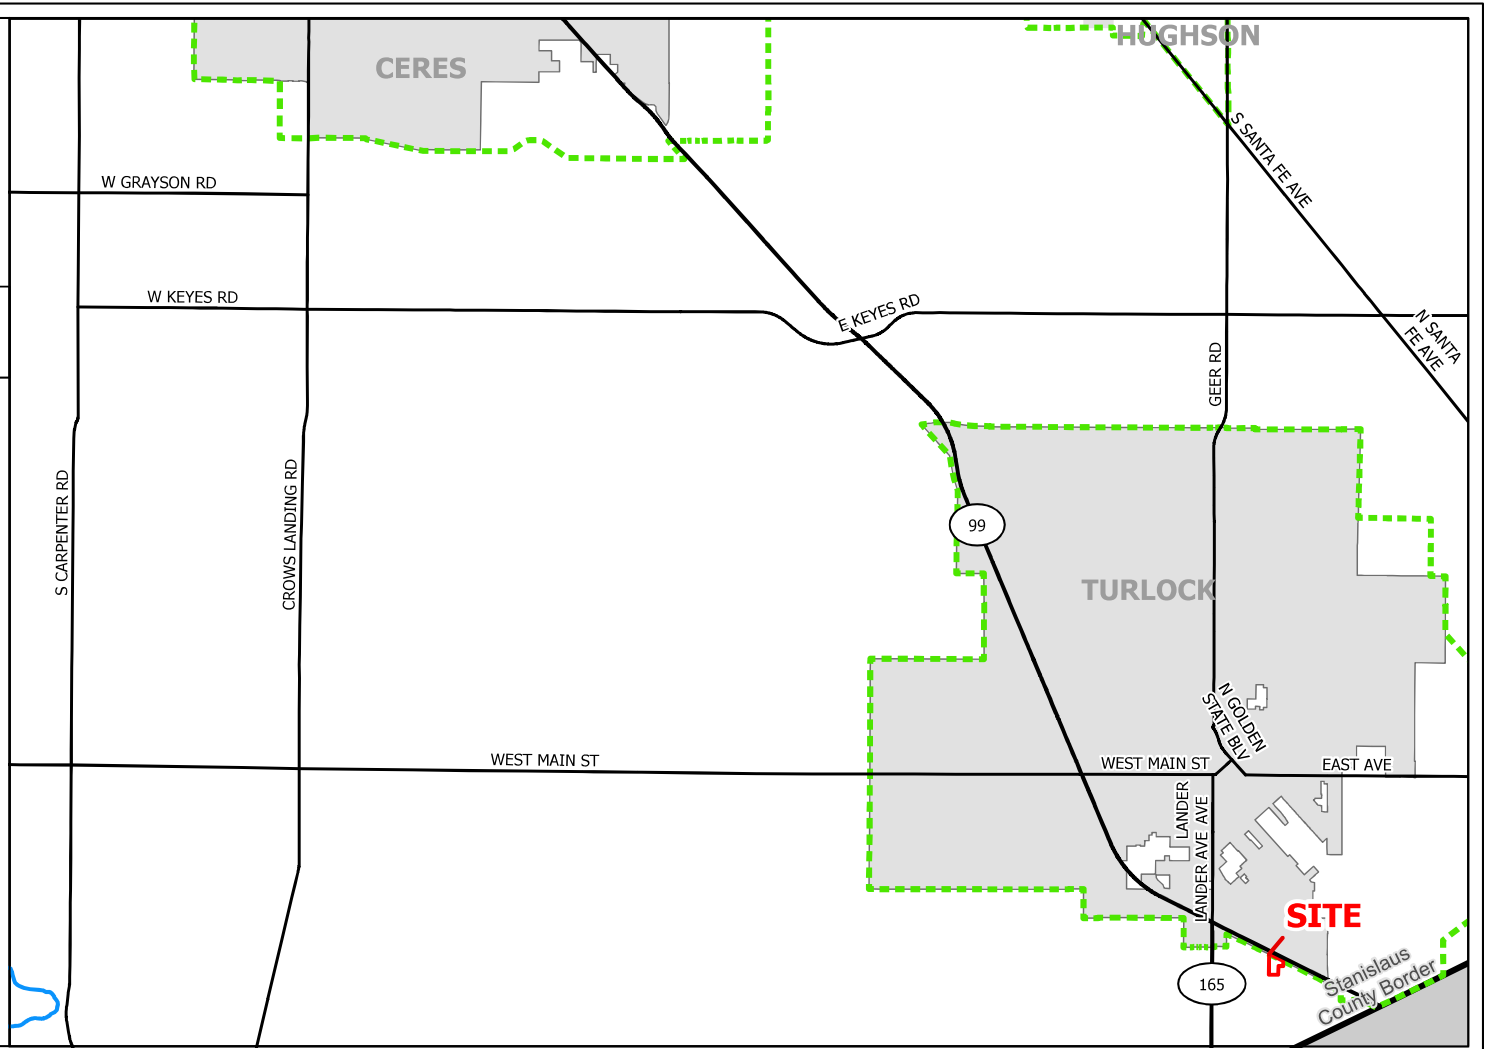 HUGHSON
CERES
S SANTA FE AVE
W GRAYSON RD
W KEYES RD
E KEYES RD
N SANTA
FE AVE
GEER RD
S CARPENTER RD
CROWS LANDING RD
99
TURLOCK
N GOLDEN
STATE BLV
WEST MAIN ST
WEST MAIN ST
EAST AVE
LANDER
AVE
LANDER AVE
SITE
165
Stanislaus
County Border